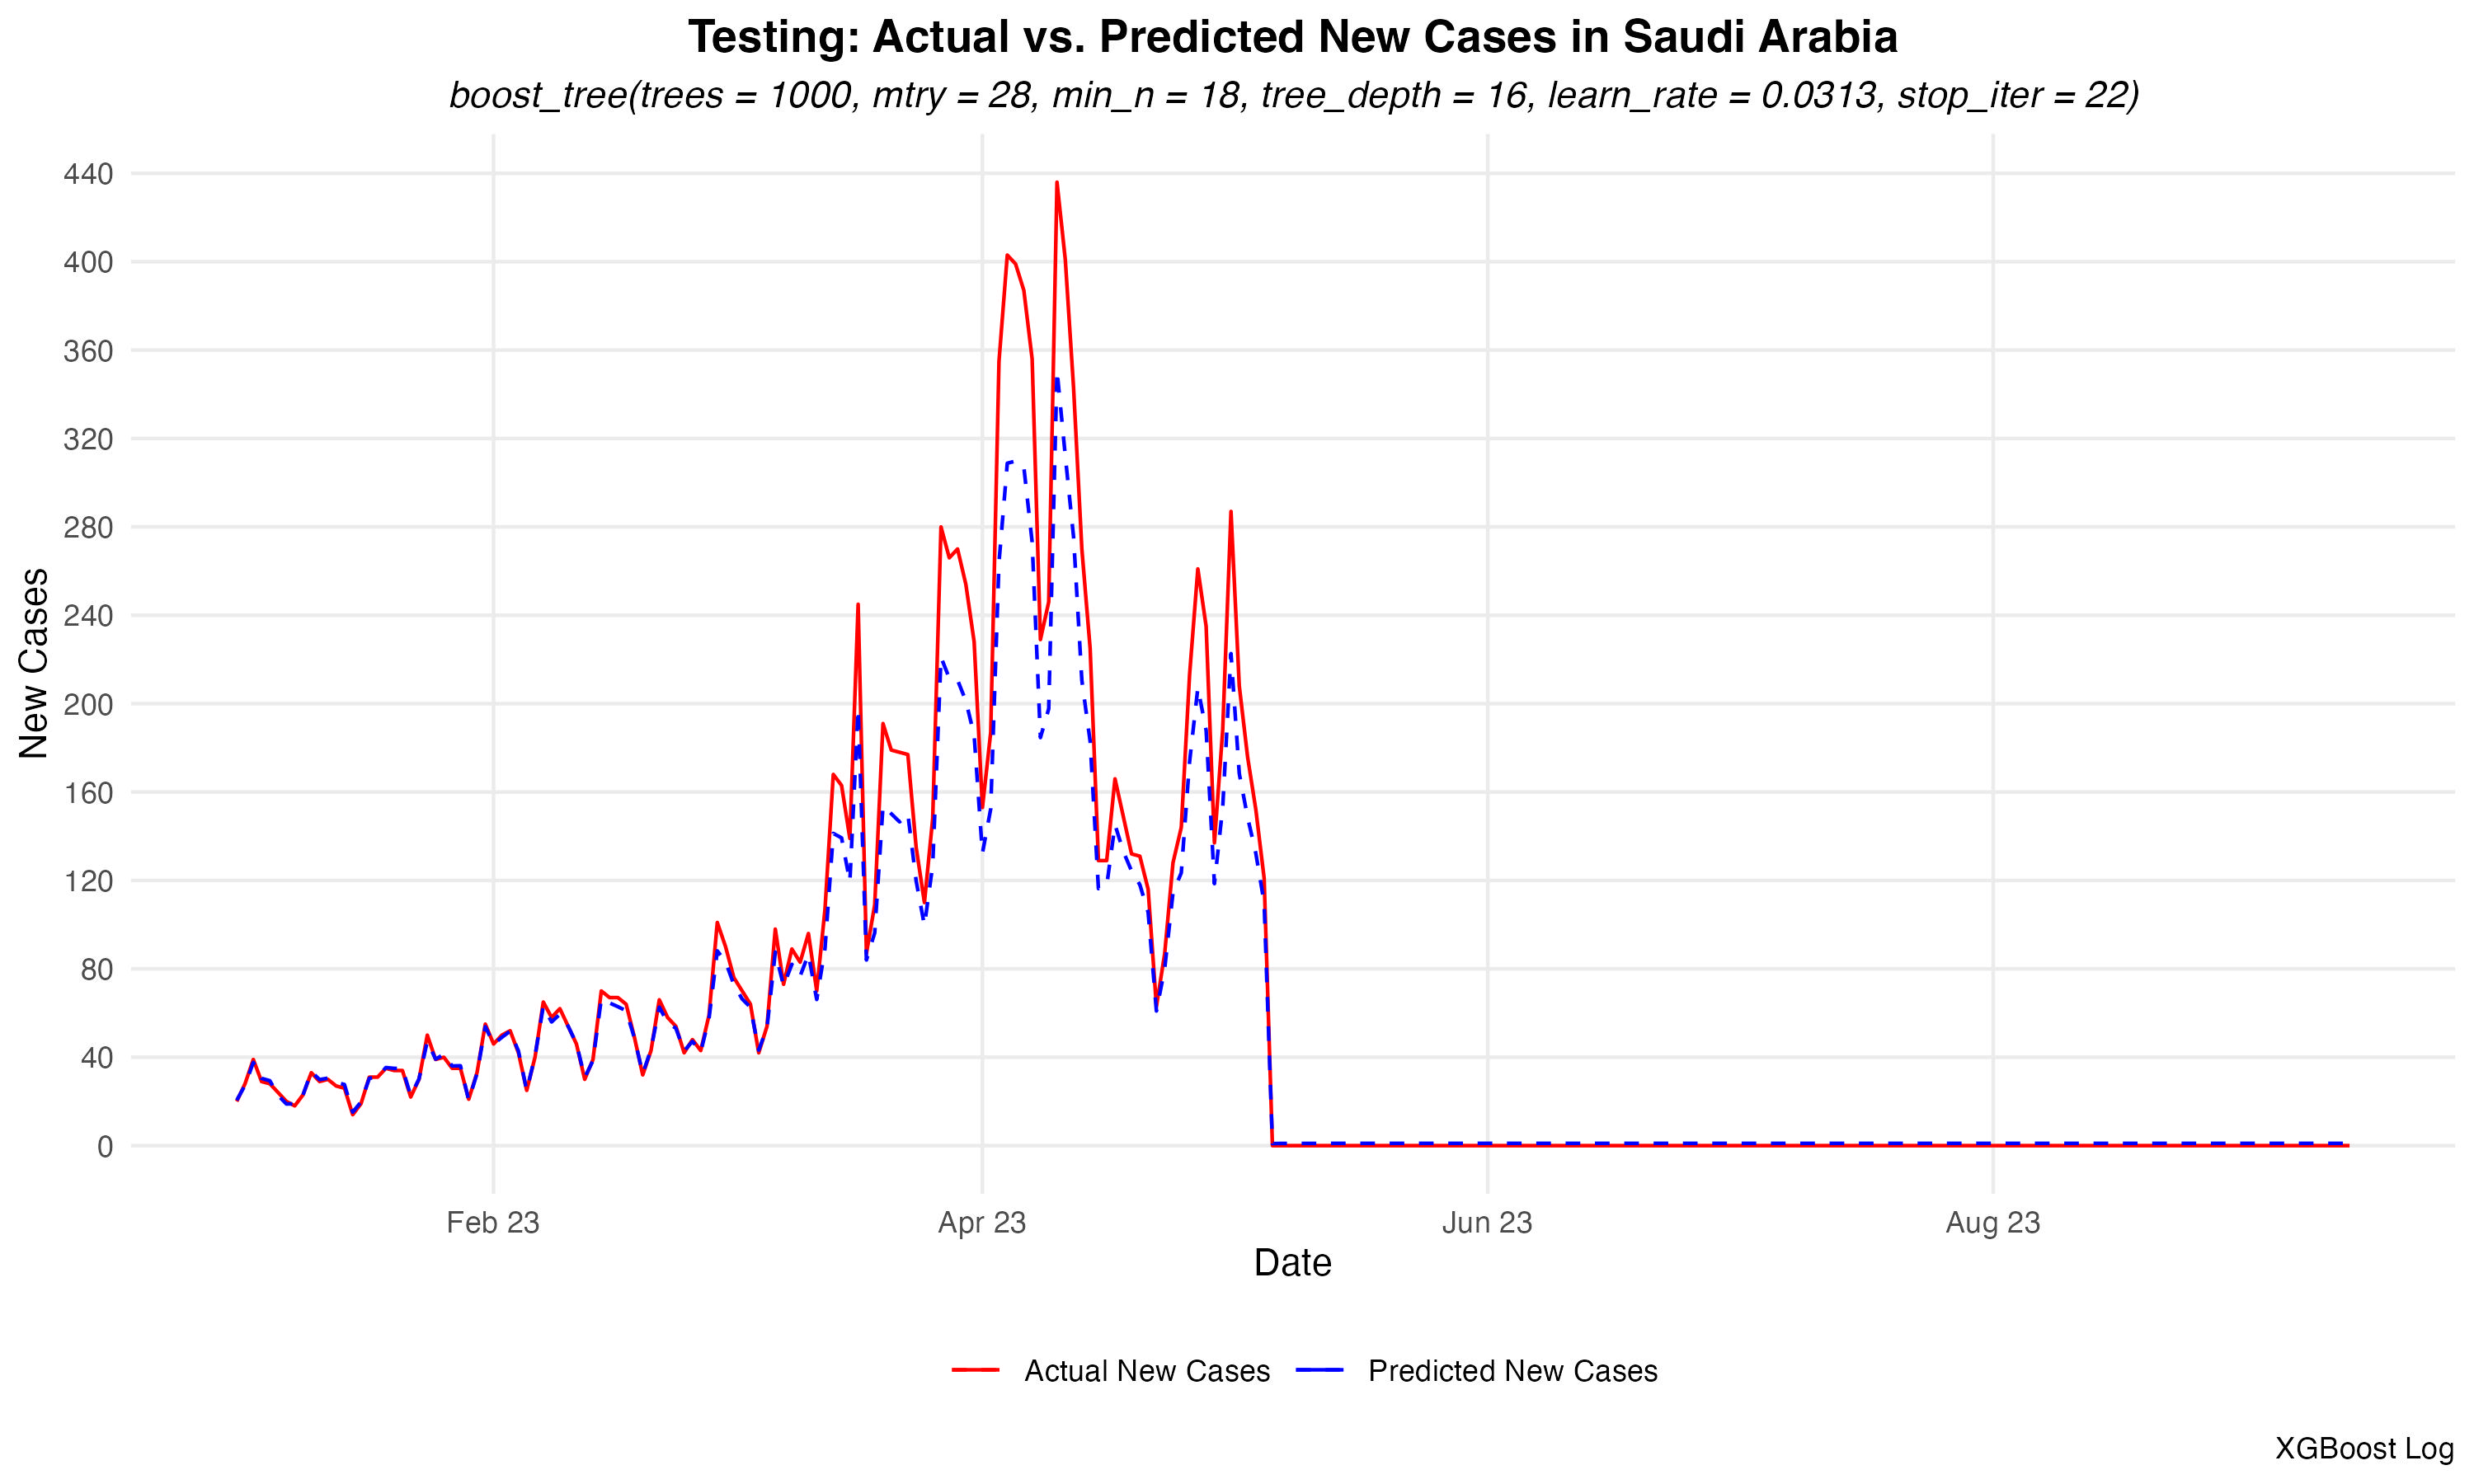 Testing: Actual vs. Predicted New Cases in Saudi Arabia
boost_tree(trees = 1000, mtry = 28, min_n = 18, tree_depth = 16, learn_rate = 0.0313, stop_iter = 22)
440
400
360
320
280
240
200
160
120
80
40
0
New Cases
Feb 23 Apr 23 Jun 23 Aug 23
Date
Actual New Cases Predicted New Cases
XGBoost Log